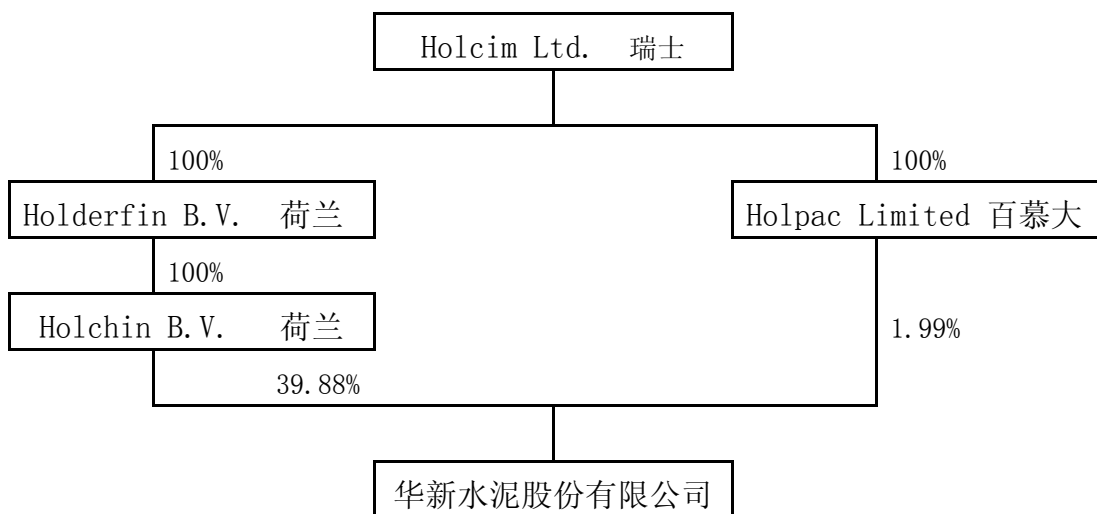 Holcim Ltd. 瑞士
100%
100%
Holderfin B.V. 荷兰
Holpac Limited 百慕大
100%
Holchin B.V. 荷兰
1.99%
39.88%
华新水泥股份有限公司